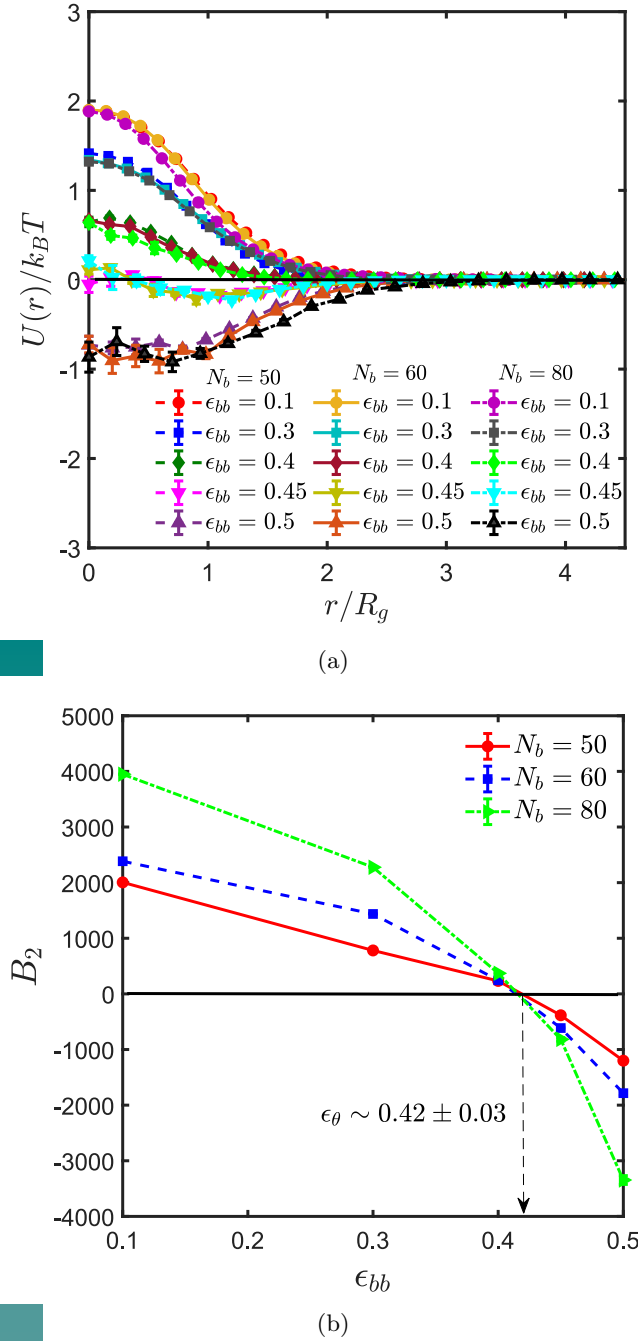 3
2
1
0
-1
-2
-3
U(r)/k_BT
N_b = 50 N_b = 60 N_b = 80
ϵ_bb = 0.1 ϵ_bb = 0.1 ϵ_bb = 0.1
ϵ_bb = 0.3 ϵ_bb = 0.3 ϵ_bb = 0.3
ϵ_bb = 0.4 ϵ_bb = 0.4 ϵ_bb = 0.4
ϵ_bb = 0.45 ϵ_bb = 0.45 ϵ_bb = 0.45
ϵ_bb = 0.5 ϵ_bb = 0.5 ϵ_bb = 0.5
0 1 2 3 4
r/R_g
(a)
5000
4000
3000
2000
1000
0
-1000
-2000
-3000
-4000
B_2
N_b = 50
N_b = 60
N_b = 80
ϵ_θ ∼ 0.42 ± 0.03
0.1 0.2 0.3 0.4 0.5
ϵ_bb
(b)